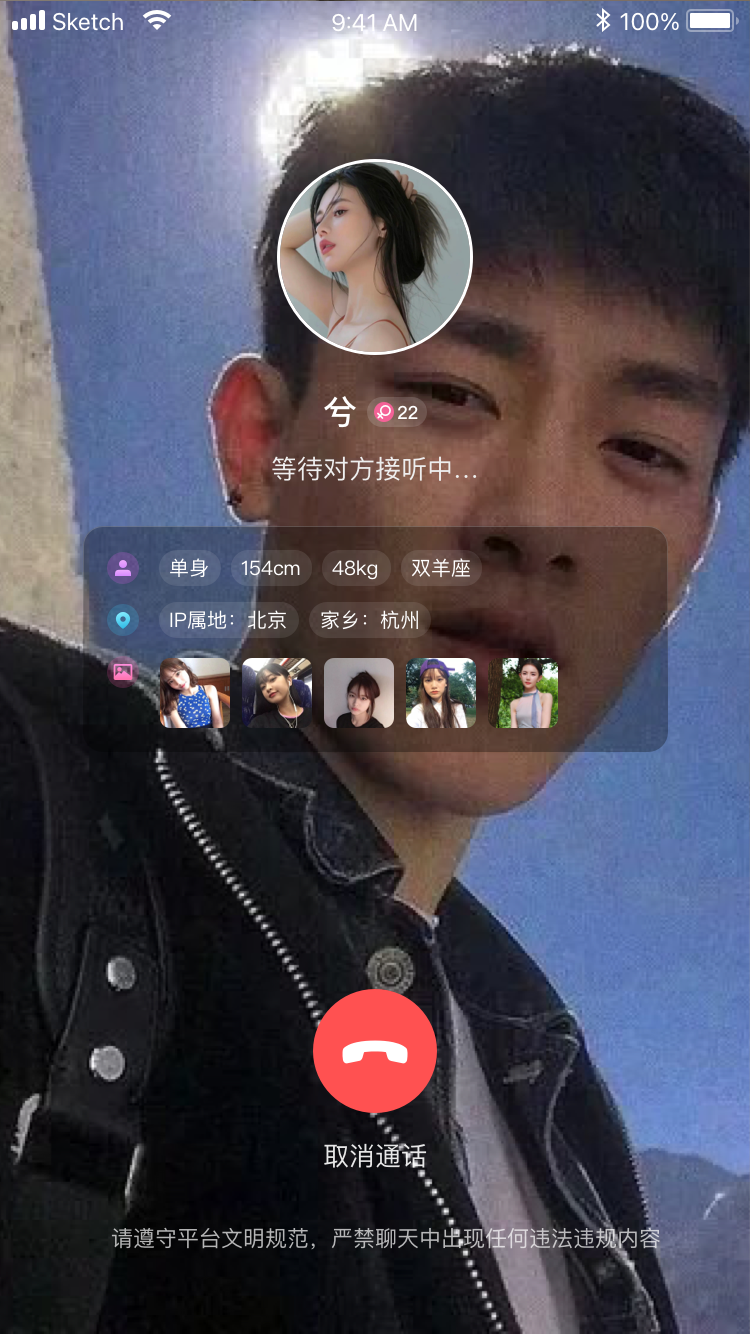 Sketch 9:41 AM 100%
兮 22
等待对方接听中...
单身 154cm 48kg 双羊座
IP属地：北京 家乡：杭州
取消通话
请遵守平台文明规范，严禁聊天中出现任何违法违规内容